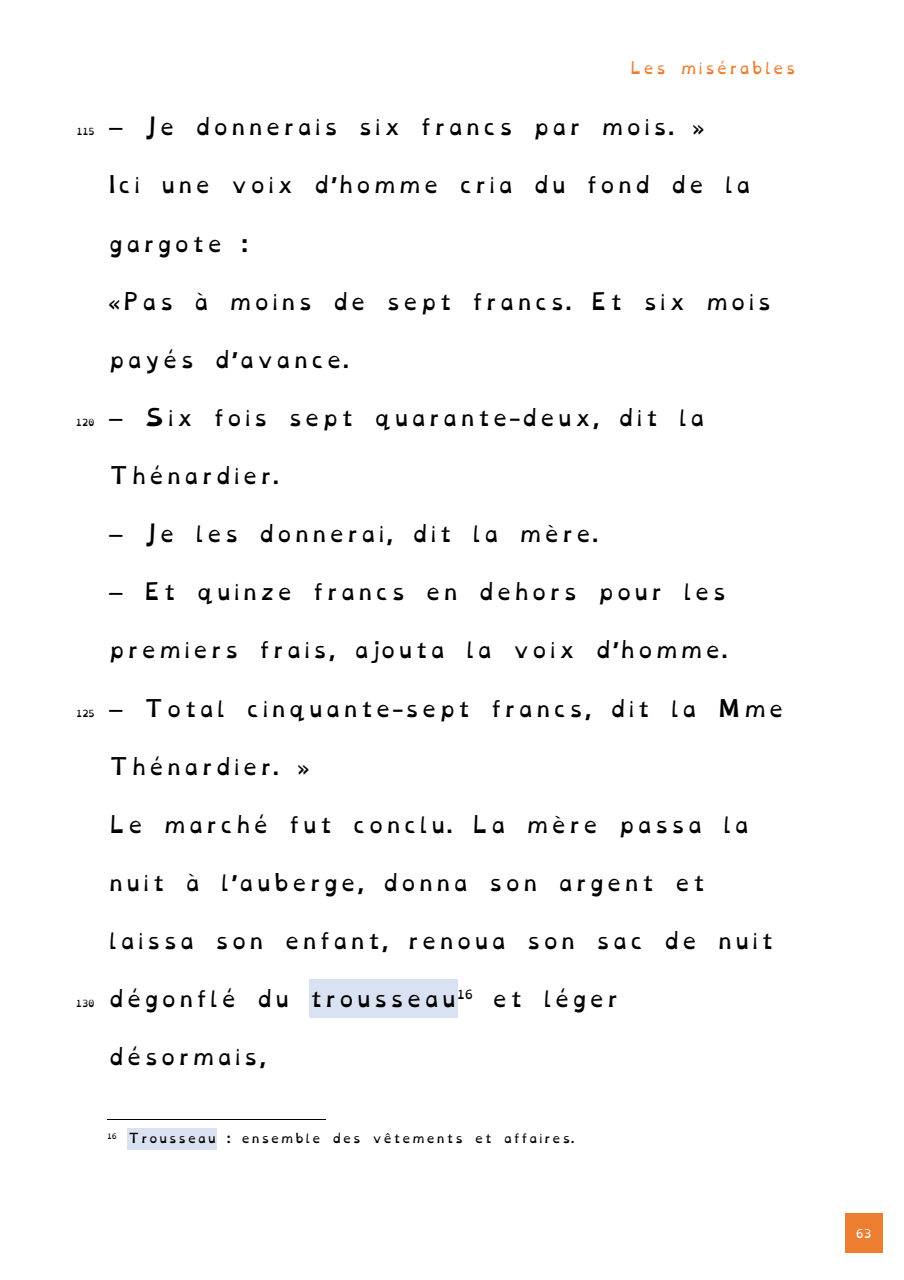 Les misérables
115 – Je donnerais six francs par mois. »
Ici une voix d'homme cria du fond de la
gargote :
«Pas à moins de sept francs. Et six mois
payés d'avance.
120 – Six fois sept quarante-deux, dit la
Thénardier.
– Je les donnerai, dit la mère.
– Et quinze francs en dehors pour les
premiers frais, ajouta la voix d'homme.
125 – Total cinquante-sept francs, dit la Mme
Thénardier. »
Le marché fut conclu. La mère passa la
nuit à l'auberge, donna son argent et
laissa son enfant, renoua son sac de nuit
130 dégonflé du trousseau16 et léger
désormais,
16 Trousseau : ensemble des vêtements et affaires.
63